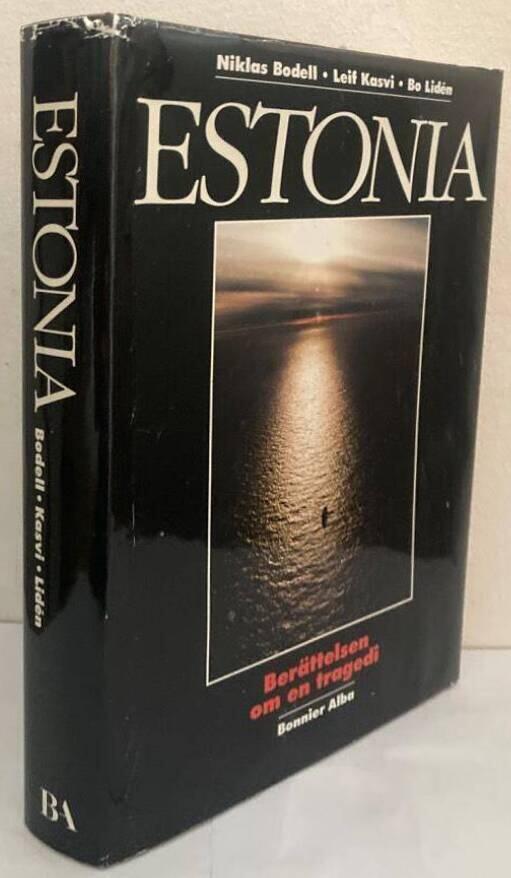 Niklas Bodell • Leif Kasvi • Bo Lidén
ESTONIA
Berättelsen
om en tragedi
Bonnier Alba
ESTONIA
Bodell • Kasvi • Lidén
BA